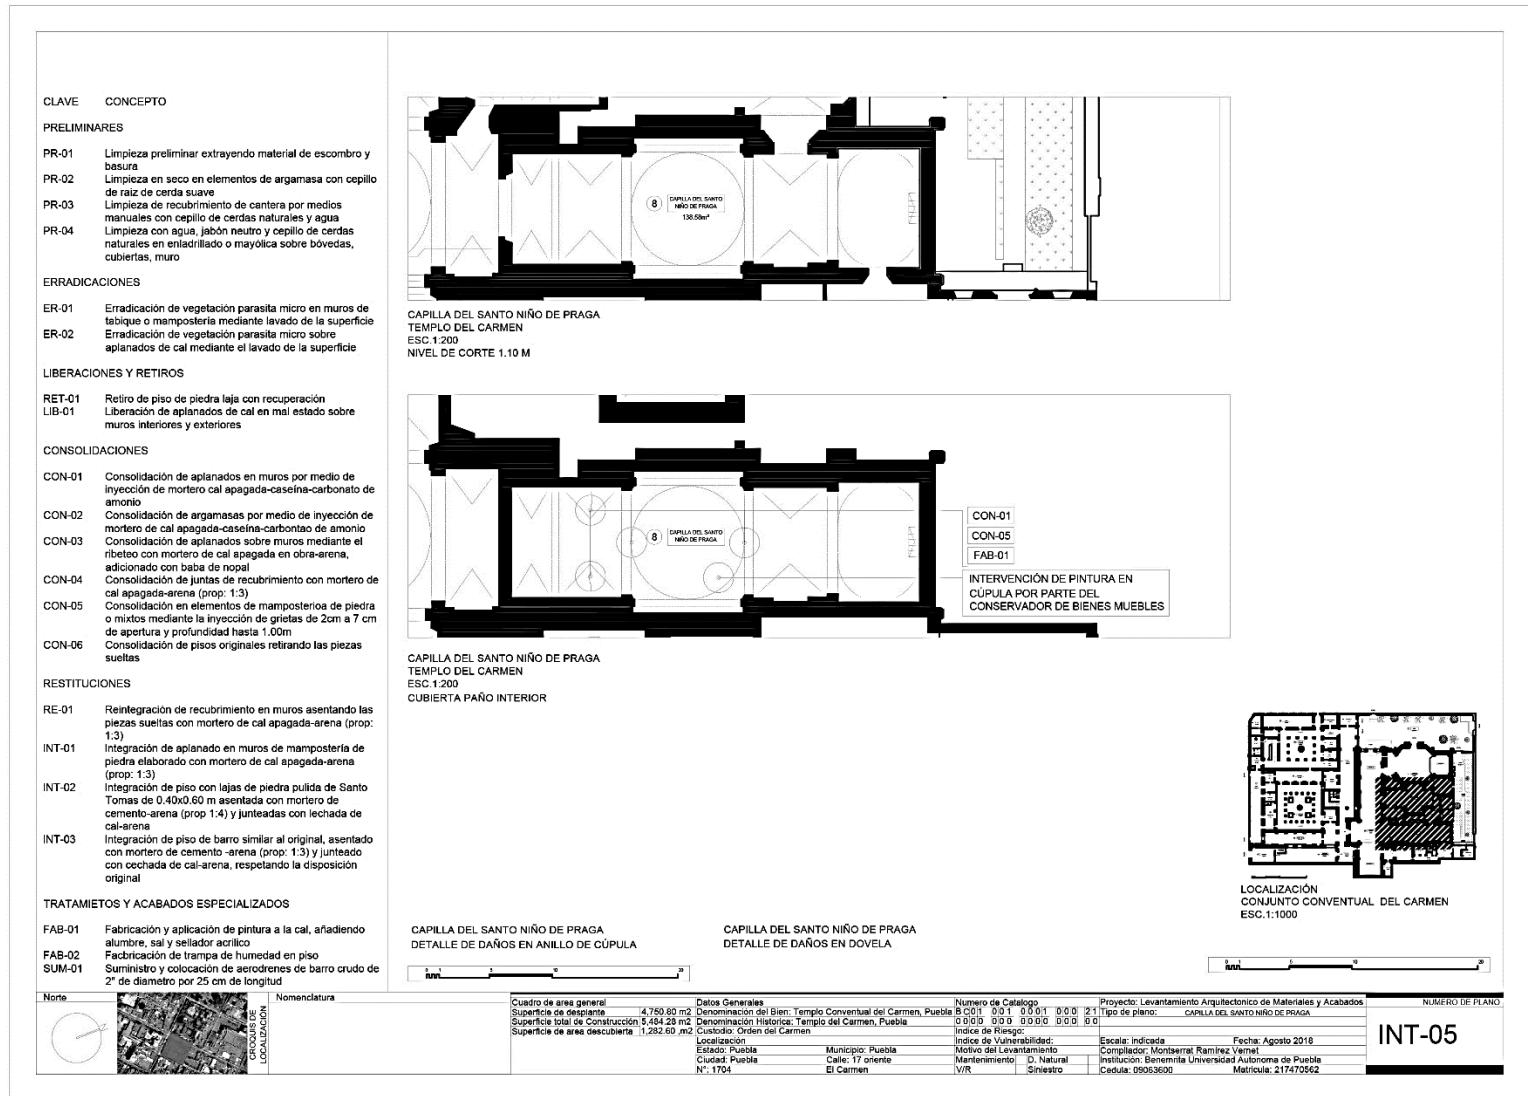 CLAVE CONCEPTO
PRELIMINARES
PR-01 Limpieza preliminar extrayendo material de escombro y
basura
PR-02 Limpieza en seco en elementos de argamasa con cepillo
de raiz de cerda suave
PR-03 Limpieza de recubrimiento de cantera por medios
manuales con cepillo de cerdas naturales y agua
PR-04 Limpieza con agua, jabón neutro y cepillo de cerdas
naturales en enladrillado o mayólica sobre bóvedas,
cubiertas, muro
ERRADICACIONES
ER-01 Erradicación de vegetación parasita micro en muros de
tabique o mampostería mediante lavado de la superficie
ER-02 Erradicación de vegetación parasita micro sobre
aplanados de cal mediante el lavado de la superficie
LIBERACIONES Y RETIROS
RET-01 Retiro de piso de piedra laja con recuperación
LIB-01 Liberación de aplanados de cal en mal estado sobre
muros interiores y exteriores
CONSOLIDACIONES
CON-01 Consolidación de aplanados en muros por medio de
inyección de mortero cal apagada-caseína-carbonato de
amonio
CON-02 Consolidación de argamasas por medio de inyección de
mortero de cal apagada-caseína-carbontao de amonio
CON-03 Consolidación de aplanados sobre muros mediante el
ribeteo con mortero de cal apagada en obra-arena,
adicionado con baba de nopal
CON-04 Consolidación de juntas de recubrimiento con mortero de
cal apagada-arena (prop: 1:3)
CON-05 Consolidación en elementos de mamposterioa de piedra
o mixtos mediante la inyección de grietas de 2cm a 7 cm
de apertura y profundidad hasta 1.00m
CON-06 Consolidación de pisos originales retirando las piezas
sueltas
RESTITUCIONES
RE-01 Reintegración de recubrimiento en muros asentando las
piezas sueltas con mortero de cal apagada-arena (prop:
1:3)
INT-01 Integración de aplanado en muros de mampostería de
piedra elaborado con mortero de cal apagada-arena
(prop: 1:3)
INT-02 Integración de piso con lajas de piedra pulida de Santo
Tomas de 0.40x0.60 m asentada con mortero de
cemento-arena (prop 1:4) y junteadas con lechada de
cal-arena
INT-03 Integración de piso de barro similar al original, asentado
con mortero de cemento -arena (prop: 1:3) y junteado
con cechada de cal-arena, respetando la disposición
original
TRATAMIETOS Y ACABADOS ESPECIALIZADOS
FAB-01 Fabricación y aplicación de pintura a la cal, añadiendo
alumbre, sal y sellador acrílico
FAB-02 Facbricación de trampa de humedad en piso
SUM-01 Suministro y colocación de aerodrenes de barro crudo de
2" de diametro por 25 cm de longitud
8 CAPILLA DEL SANTO
NIÑO DE PRAGA
138.58m²
CAPILLA DEL SANTO NIÑO DE PRAGA
TEMPLO DEL CARMEN
ESC.1:200
NIVEL DE CORTE 1.10 M
8 CAPILLA DEL SANTO
NIÑO DE PRAGA
CON-01
CON-05
FAB-01
INTERVENCIÓN DE PINTURA EN
CÚPULA POR PARTE DEL
CONSERVADOR DE BIENES MUEBLES
CAPILLA DEL SANTO NIÑO DE PRAGA
TEMPLO DEL CARMEN
ESC.1:200
CUBIERTA PAÑO INTERIOR
LOCALIZACIÓN
CONJUNTO CONVENTUAL DEL CARMEN
ESC.1:1000
CAPILLA DEL SANTO NIÑO DE PRAGA
DETALLE DE DAÑOS EN ANILLO DE CÚPULA
CAPILLA DEL SANTO NIÑO DE PRAGA
DETALLE DE DAÑOS EN DOVELA
0 1 5 10 20
0 1 5 10 20
Norte
CROQUIS DE
LOCALIZACIÓN
Nomenclatura
Cuadro de area general
Superficie de desplante 4,750.80 m2
Superficie total de Construcción 5,484.28 m2
Superficie de area descubierta 1,282.60 ,m2
Datos Generales
Denominación del Bien: Templo Conventual del Carmen, Puebla
Denominación Historica: Templo del Carmen, Puebla
Custodio: Orden del Carmen
Localización
Estado: Puebla Municipio: Puebla
Ciudad: Puebla Calle: 17 oriente
N°: 1704 El Carmen
Numero de Catalogo
0000 000 0000 000 00
Indice de Riesgo:
Indice de Vulnerabilidad:
Motivo del Levantamiento
Mantenimiento D. Natural
V/R Siniestro
Proyecto: Levantamiento Arquitectonico de Materiales y Acabados
Tipo de plano: CAPILLA DEL SANTO NIÑO DE PRAGA
Escala: indicada Fecha: Agosto 2018
Compilador: Montserrat Ramírez Vernet
Institución: Benemrita Universidad Autonoma de Puebla
Cedula: 09063600 Matricula: 217470562
NUMERO DE PLANO
INT-05